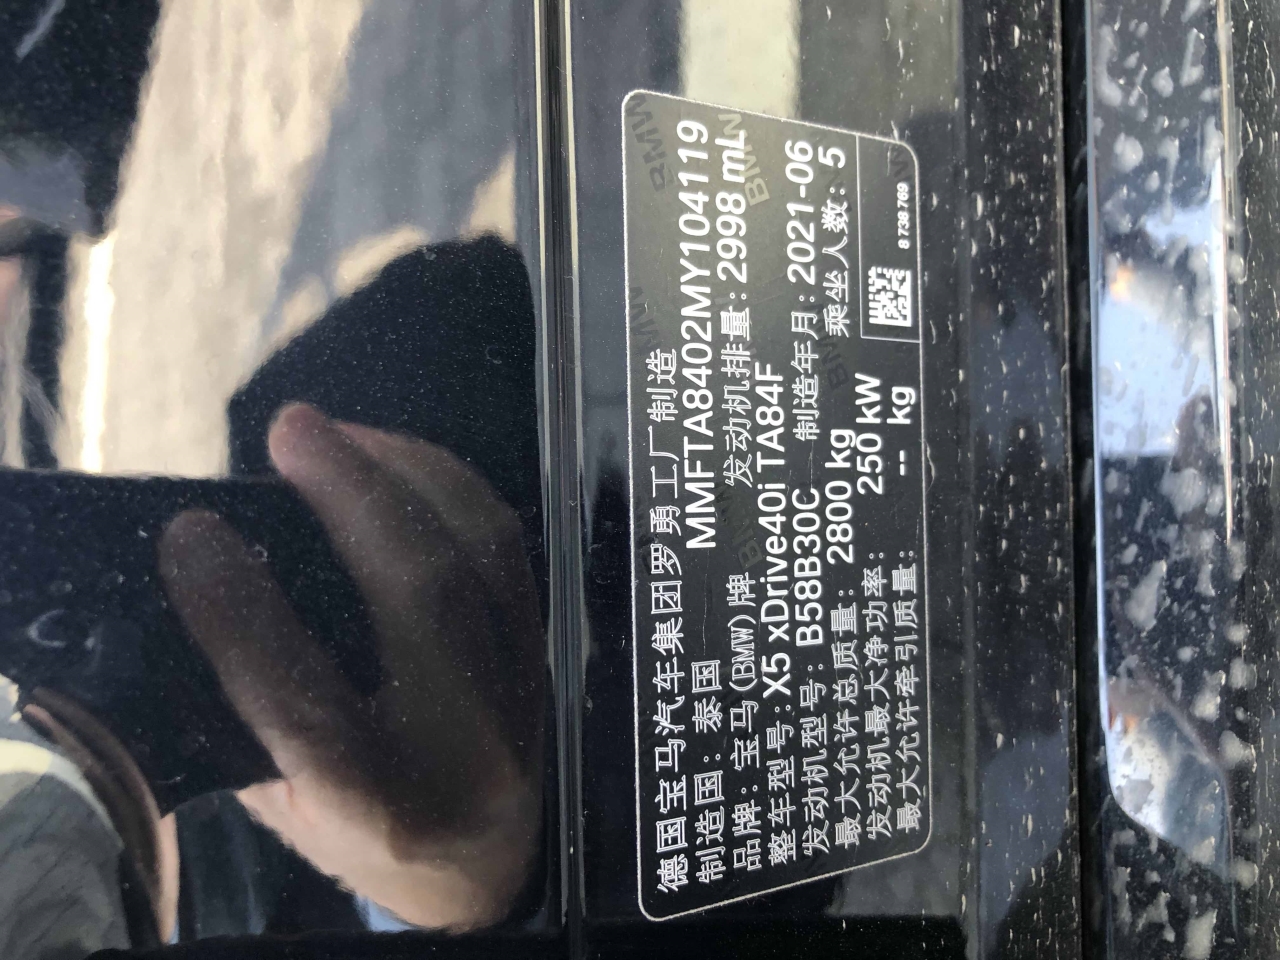 德国宝马汽车集团罗勇工厂制造
制造国：泰国 MMFTA8402MY104119
品牌：宝马(BMW)牌 发动机排量：2998 mL
整车型号：X5 xDrive40i TA84F
发动机型号：B58B30C 制造年月：2021-06
最大允许总质量：2800 kg 乘坐人数：5
发动机最大净功率：250 kW
最大允许牵引质量：-- kg
8 738 769